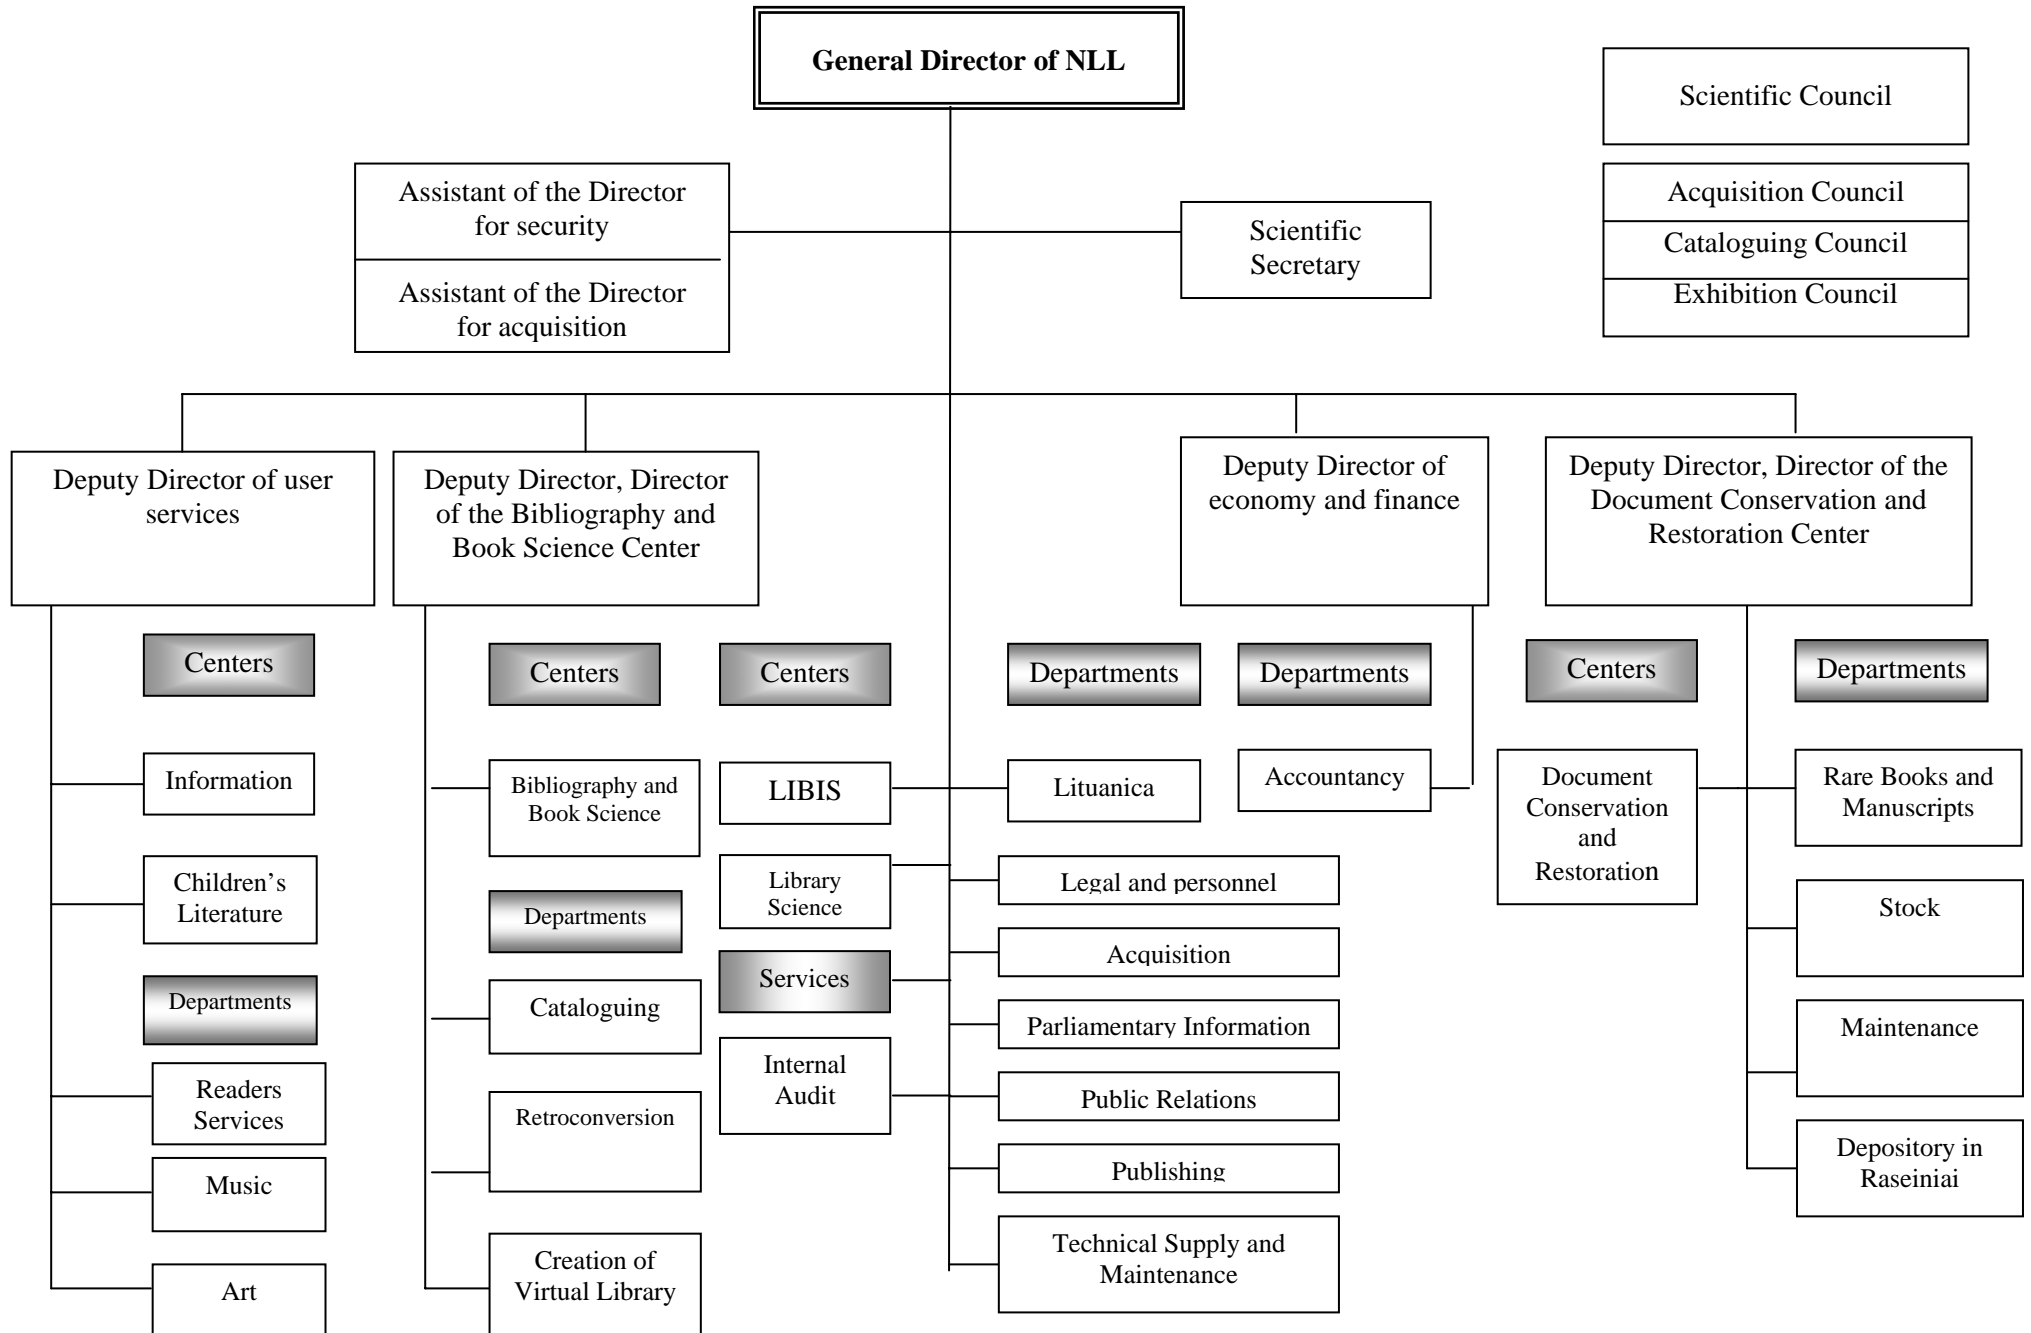 General Director of NLL
Scientific Council
Assistant of the Director
for security
Assistant of the Director
for acquisition
Scientific
Secretary
Acquisition Council
Cataloguing Council
Exhibition Council
Deputy Director of user
services
Deputy Director, Director
of the Bibliography and
Book Science Center
Deputy Director of
economy and finance
Deputy Director, Director of the
Document Conservation and
Restoration Center
Centers
Information
Children's
Literature
Departments
Readers
Services
Music
Art
Centers
Bibliography and
Book Science
Departments
Cataloguing
Retroconversion
Creation of
Virtual Library
Centers
LIBIS
Library
Science
Services
Internal
Audit
Departments
Lituanica
Legal and personnel
Acquisition
Parliamentary Information
Public Relations
Publishing
Technical Supply and
Maintenance
Departments
Accountancy
Centers
Document
Conservation
and
Restoration
Departments
Rare Books and
Manuscripts
Stock
Maintenance
Depository in
Raseiniai